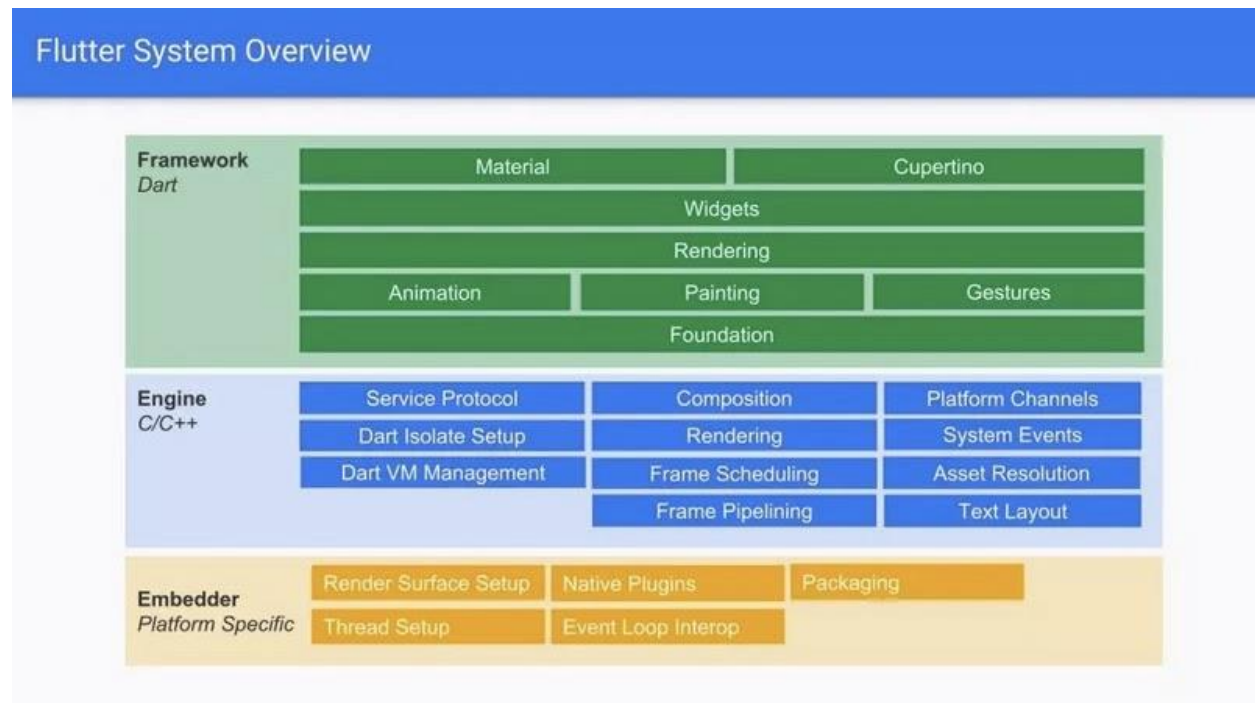 Flutter System Overview
Framework
Dart
Material
Cupertino
Widgets
Rendering
Animation
Painting
Gestures
Foundation
Engine
C/C++
Service Protocol
Composition
Platform Channels
Dart Isolate Setup
Rendering
System Events
Dart VM Management
Frame Scheduling
Asset Resolution
Frame Pipelining
Text Layout
Embedder
Platform Specific
Render Surface Setup
Native Plugins
Packaging
Thread Setup
Event Loop Interop